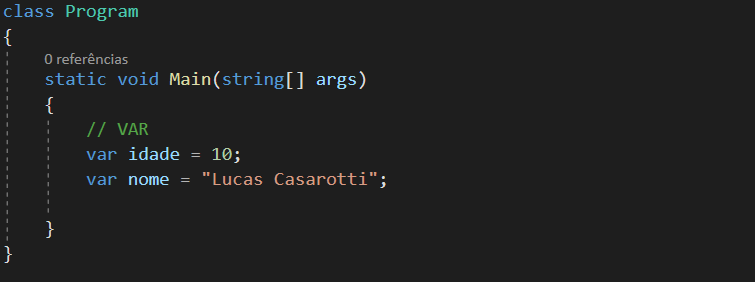 class Program
{
0 referências
static void Main(string[] args)
{
// VAR
var idade = 10;
var nome = "Lucas Casarotti";
}
}